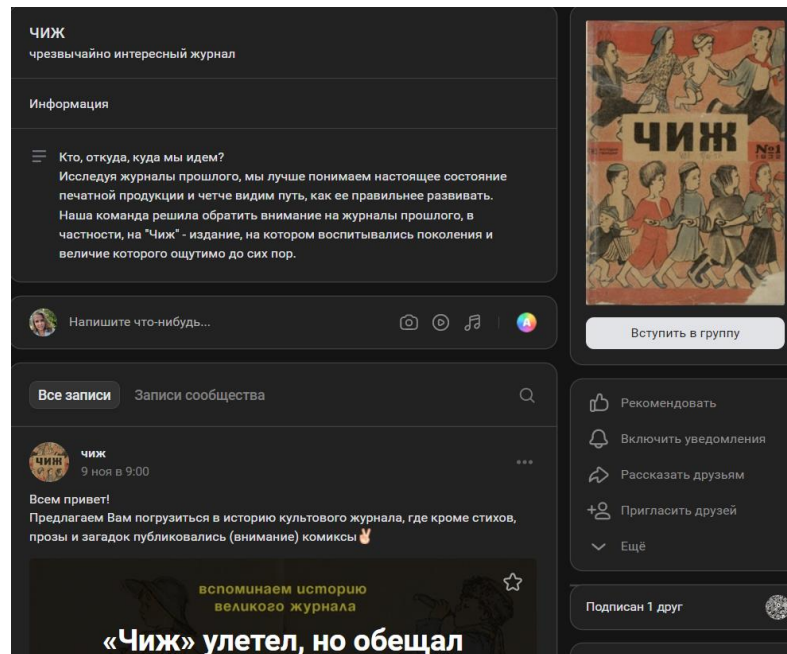 чиж
чрезвычайно интересный журнал
Информация
Кто, откуда, куда мы идем?
Исследуя журналы прошлого, мы лучше понимаем настоящее состояние
печатной продукции и четче видим путь, как ее правильнее развивать.
Наша команда решила обратить внимание на журналы прошлого, в
частности, на "Чиж" - издание, на котором воспитывались поколения и
величие которого ощутимо до сих пор.
Напишите что-нибудь...
Все записи
Записи сообщества
чиж
9 ноя в 9:00
Всем привет!
Предлагаем Вам погрузиться в историю культового журнала, где кроме стихов,
прозы и загадок публиковались (внимание) комиксы✌🏻
вспоминаем историю
великого журнала
«Чиж» улетел, но обещал
ЧИЖ
№1
1932
Вступить в группу
Рекомендовать
Включить уведомления
Рассказать друзьям
Пригласить друзей
Ещё
Подписан 1 друг